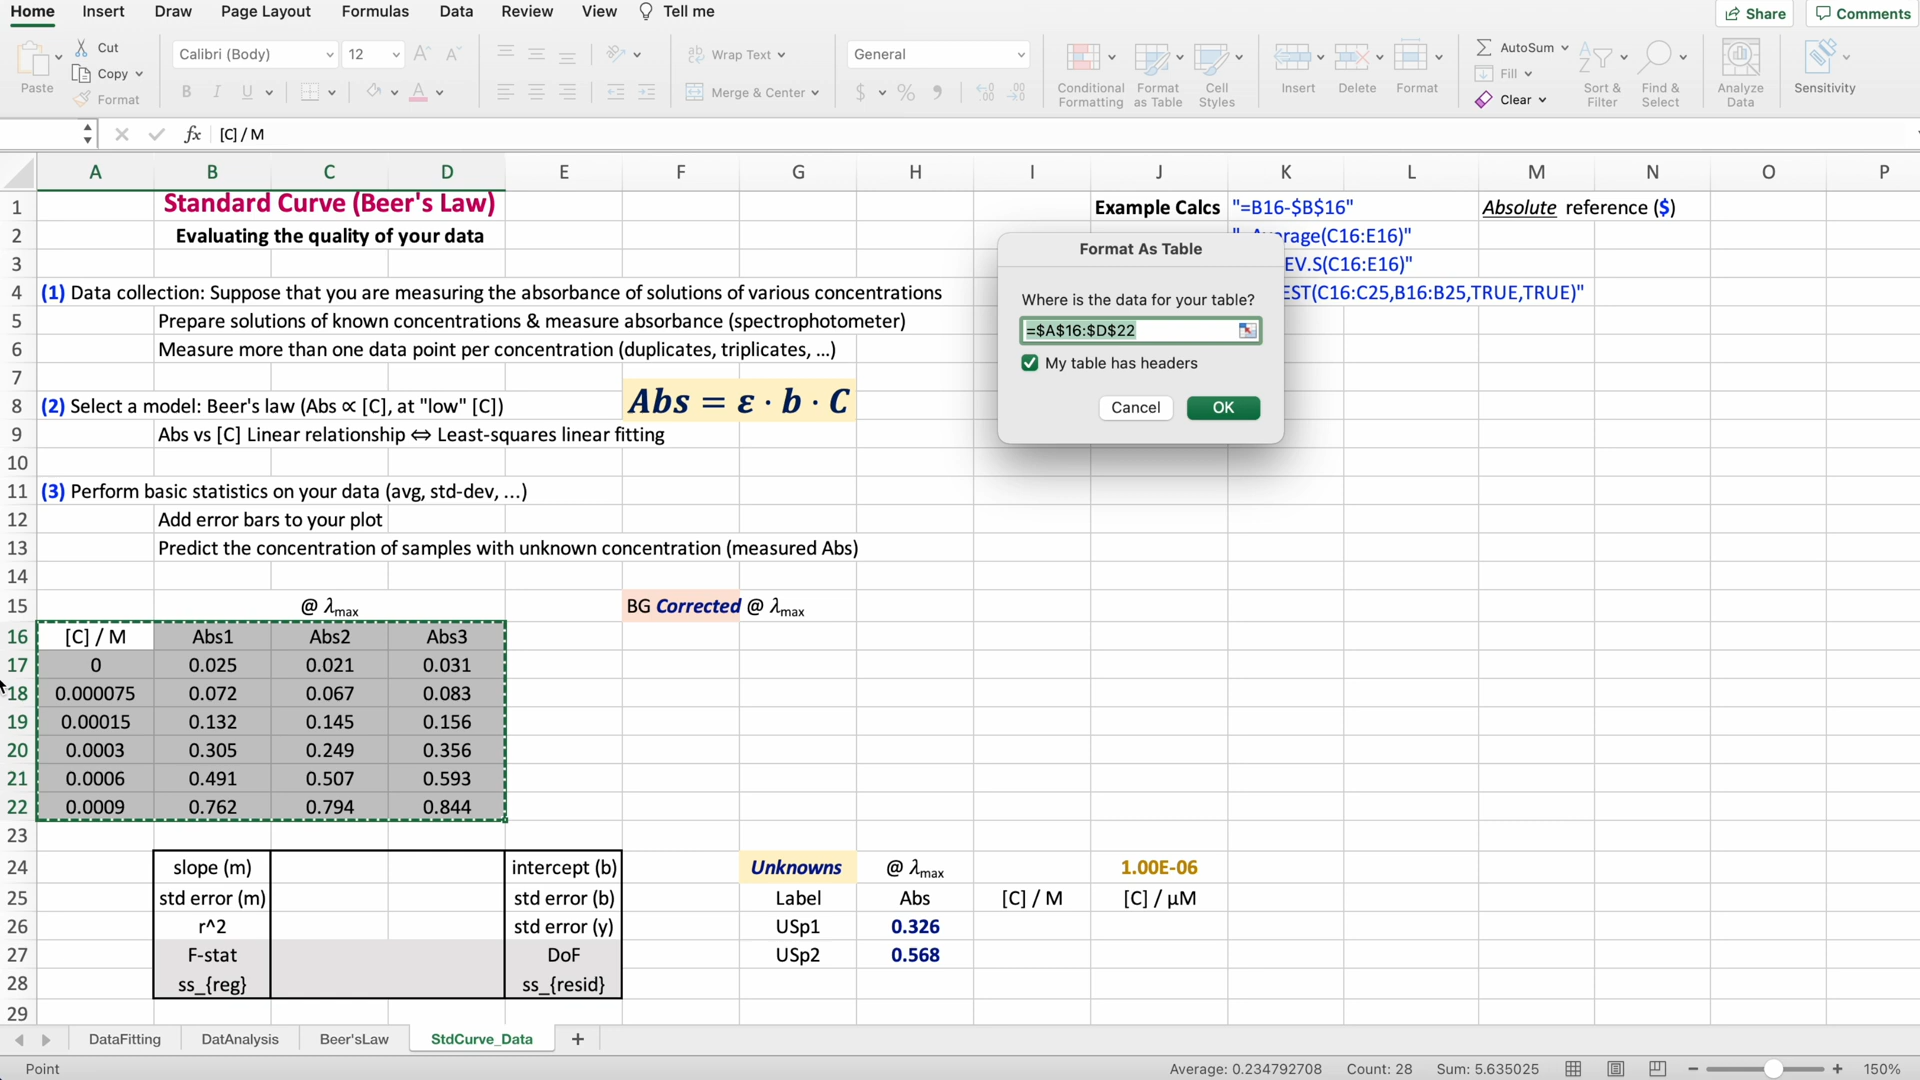 Home Insert Draw Page Layout Formulas Data Review View Tell me Share Comments
Cut
Calibri (Body) 12 Wrap Text General AutoSum
Copy Fill
Paste Format Merge & Center $ % Clear
Conditional Formatting Format as Table Cell Styles Insert Delete Format Sort & Filter Find & Select Analyze Data Sensitivity
fx [C] / M
A B C D E F G H I J K L M N O P
1 Standard Curve (Beer's Law) Example Calcs "=B16-$B$16" Absolute reference ($)
2 Evaluating the quality of your data
3
Format As Table
4 (1) Data collection: Suppose that you are measuring the absorbance of solutions of various concentrations
Where is the data for your table?
5 Prepare solutions of known concentrations & measure absorbance (spectrophotometer)
=$A$16:$D$22
6 Measure more than one data point per concentration (duplicates, triplicates, ...)
My table has headers
7
8 (2) Select a model: Beer's law (Abs ∝ [C], at "low" [C]) Abs = ε · b · C
Cancel OK
9 Abs vs [C] Linear relationship ⇔ Least-squares linear fitting
10
11 (3) Perform basic statistics on your data (avg, std-dev, ...)
12 Add error bars to your plot
13 Predict the concentration of samples with unknown concentration (measured Abs)
14
15 @ λmax BG Corrected @ λmax
16 [C] / M Abs1 Abs2 Abs3
17 0 0.025 0.021 0.031
18 0.000075 0.072 0.067 0.083
19 0.00015 0.132 0.145 0.156
20 0.0003 0.305 0.249 0.356
21 0.0006 0.491 0.507 0.593
22 0.0009 0.762 0.794 0.844
23
24 slope (m) intercept (b) Unknowns @ λmax 1.00E-06
25 std error (m) std error (b) Label Abs [C] / M [C] / µM
26 r^2 std error (y) USp1 0.326
27 F-stat DoF USp2 0.568
28 ss_{reg} ss_{resid}
29
DataFitting DatAnalysis Beer'sLaw StdCurve_Data +
Point Average: 0.234792708 Count: 28 Sum: 5.635025 150%